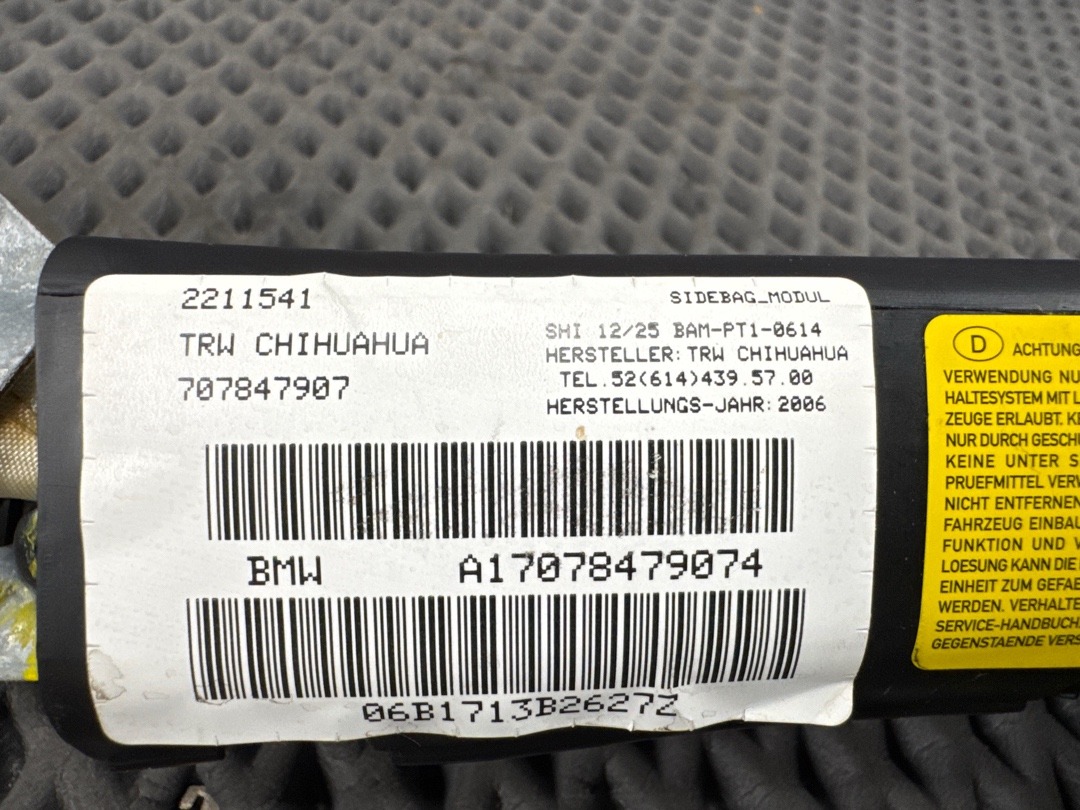 2211541
SIDEBAG_MODUL
TRW CHIHUAHUA
SHI 12/25 BAM-PT1-0614
HERSTELLER: TRW CHIHUAHUA
707847907
TEL.52(614)439.57.00
HERSTELLUNGS-JAHR: 2006
BMW A17078479074
06B1713B2627Z
D ACHTUNG
VERWENDUNG
HALTESYSTEM MIT
ZEUGE ERLAUBT.
NUR DURCH
KEINE UNTER
PRUEFMITTEL
NICHT ENTFERNEN
FAHRZEUG
FUNKTION UND
LOESUNG KANN DIE
EINHEIT ZUM
WERDEN.
SERVICE-HANDBUCH
GEGENSTAENDE